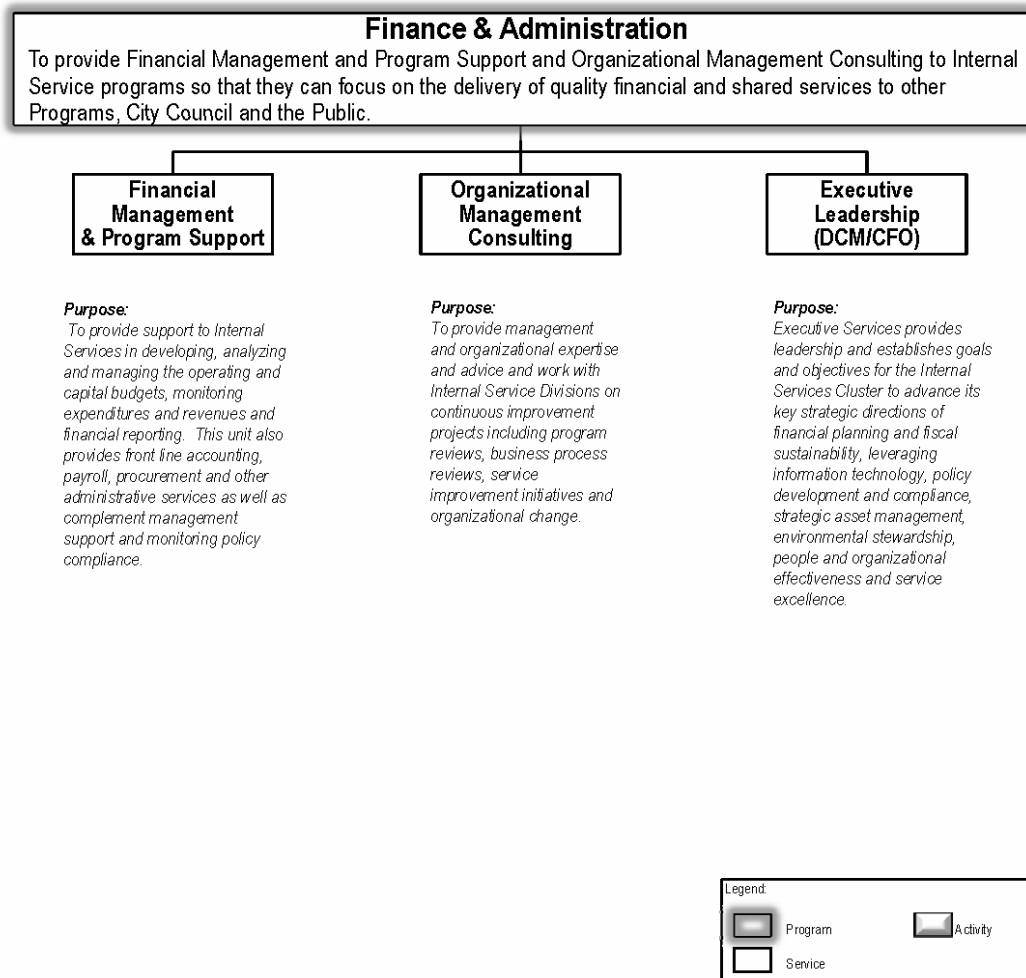 Finance & Administration
To provide Financial Management and Program Support and Organizational Management Consulting to Internal
Service programs so that they can focus on the delivery of quality financial and shared services to other
Programs, City Council and the Public.
Financial
Management
& Program Support
Organizational
Management
Consulting
Executive
Leadership
(DCM/CFO)
Purpose:
To provide support to Internal
Services in developing, analyzing
and managing the operating and
capital budgets, monitoring
expenditures and revenues and
financial reporting. This unit also
provides front line accounting,
payroll, procurement and other
administrative services as well as
complement management
support and monitoring policy
compliance.
Purpose:
To provide management
and organizational expertise
and advice and work with
Internal Service Divisions on
continuous improvement
projects including program
reviews, business process
reviews, service
improvement initiatives and
organizational change.
Purpose:
Executive Services provides
leadership and establishes goals
and objectives for the Internal
Services Cluster to advance its
key strategic directions of
financial planning and fiscal
sustainability, leveraging
information technology, policy
development and compliance,
strategic asset management,
environmental stewardship,
people and organizational
effectiveness and service
excellence.
Legend:
Program
Activity
Service